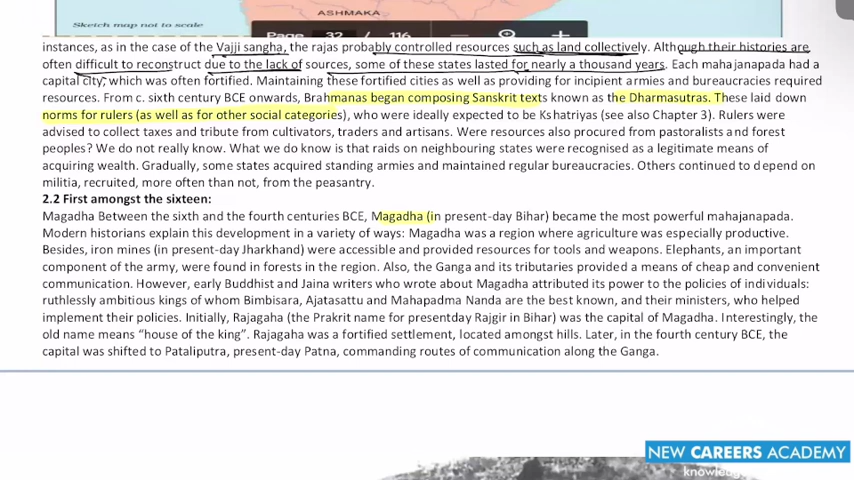 ASHMAKA
Sketch map not to scale
Page 32 / 116
instances, as in the case of the Vajji sangha, the rajas probably controlled resources such as land collectively. Although their histories are
often difficult to reconstruct due to the lack of sources, some of these states lasted for nearly a thousand years. Each mahajanapada had a
capital city, which was often fortified. Maintaining these fortified cities as well as providing for incipient armies and bureaucracies required
resources. From c. sixth century BCE onwards, Brahmanas began composing Sanskrit texts known as the Dharmasutras. These laid down
norms for rulers (as well as for other social categories), who were ideally expected to be Kshatriyas (see also Chapter 3). Rulers were
advised to collect taxes and tribute from cultivators, traders and artisans. Were resources also procured from pastoralists and forest
peoples? We do not really know. What we do know is that raids on neighbouring states were recognised as a legitimate means of
acquiring wealth. Gradually, some states acquired standing armies and maintained regular bureaucracies. Others continued to depend on
militia, recruited, more often than not, from the peasantry.
2.2 First amongst the sixteen:
Magadha Between the sixth and the fourth centuries BCE, Magadha (in present-day Bihar) became the most powerful mahajanapada.
Modern historians explain this development in a variety of ways: Magadha was a region where agriculture was especially productive.
Besides, iron mines (in present-day Jharkhand) were accessible and provided resources for tools and weapons. Elephants, an important
component of the army, were found in forests in the region. Also, the Ganga and its tributaries provided a means of cheap and convenient
communication. However, early Buddhist and Jaina writers who wrote about Magadha attributed its power to the policies of individuals:
ruthlessly ambitious kings of whom Bimbisara, Ajatasattu and Mahapadma Nanda are the best known, and their ministers, who helped
implement their policies. Initially, Rajagaha (the Prakrit name for presentday Rajgir in Bihar) was the capital of Magadha. Interestingly, the
old name means “house of the king”. Rajagaha was a fortified settlement, located amongst hills. Later, in the fourth century BCE, the
capital was shifted to Pataliputra, present-day Patna, commanding routes of communication along the Ganga.
NEW CAREERS ACADEMY